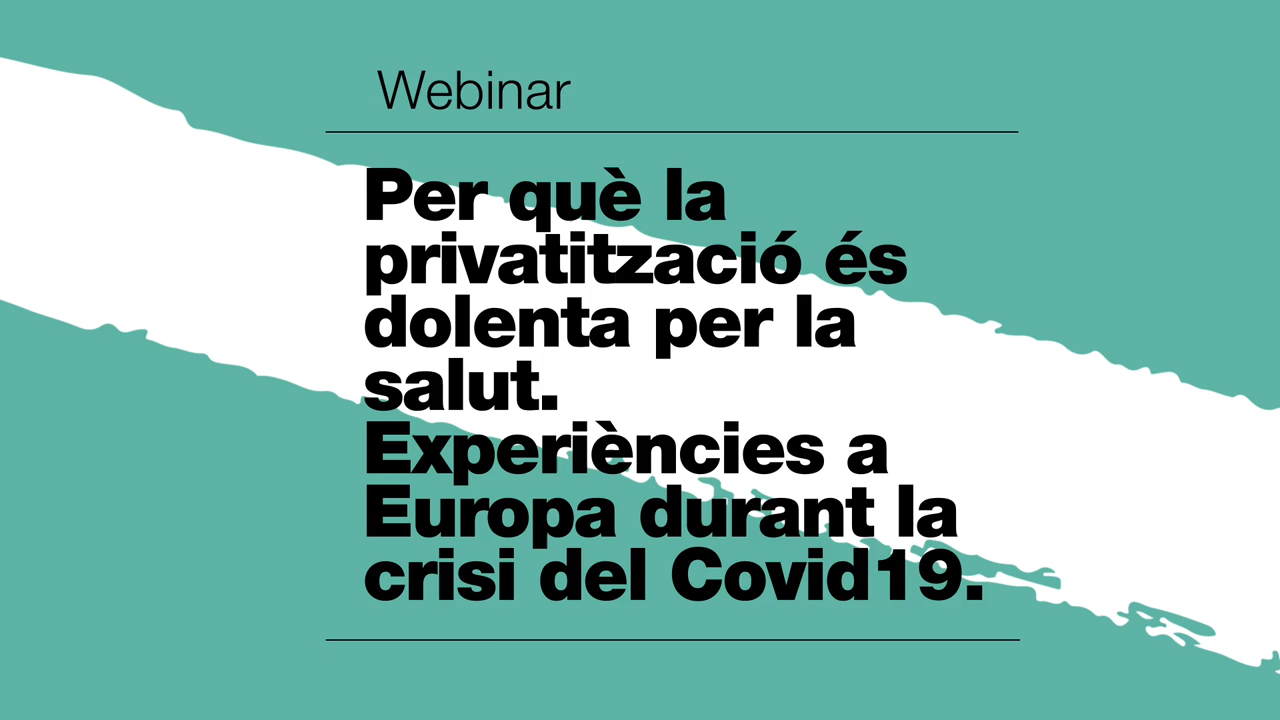 Webinar
Per què la
privatització és
dolenta per la
salut.
Experiències a
Europa durant la
crisi del Covid19.